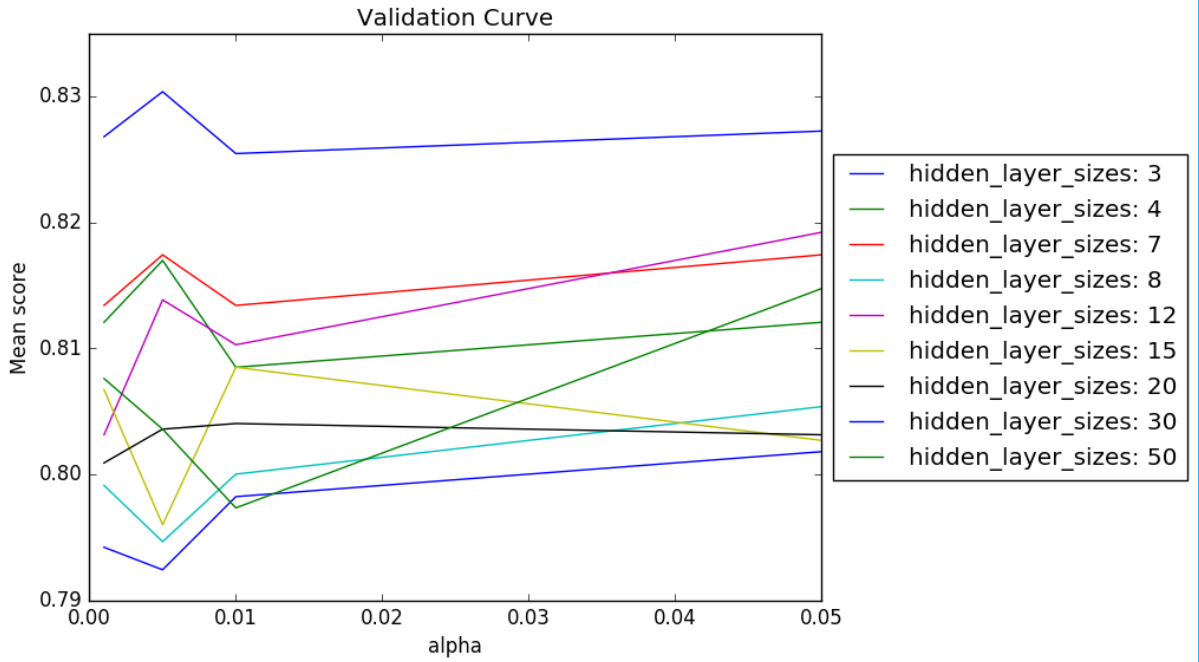 Validation Curve
0.83
0.82
0.81
0.80
0.79
Mean score
0.00 0.01 0.02 0.03 0.04 0.05
alpha
hidden_layer_sizes: 3
hidden_layer_sizes: 4
hidden_layer_sizes: 7
hidden_layer_sizes: 8
hidden_layer_sizes: 12
hidden_layer_sizes: 15
hidden_layer_sizes: 20
hidden_layer_sizes: 30
hidden_layer_sizes: 50